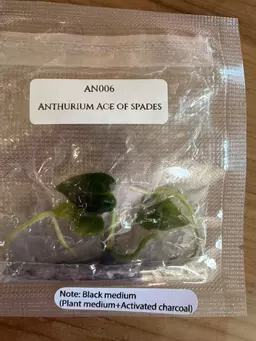 AN006
Anthurium Ace of spades
Note: Black medium
(Plant medium+Activated charcoal)